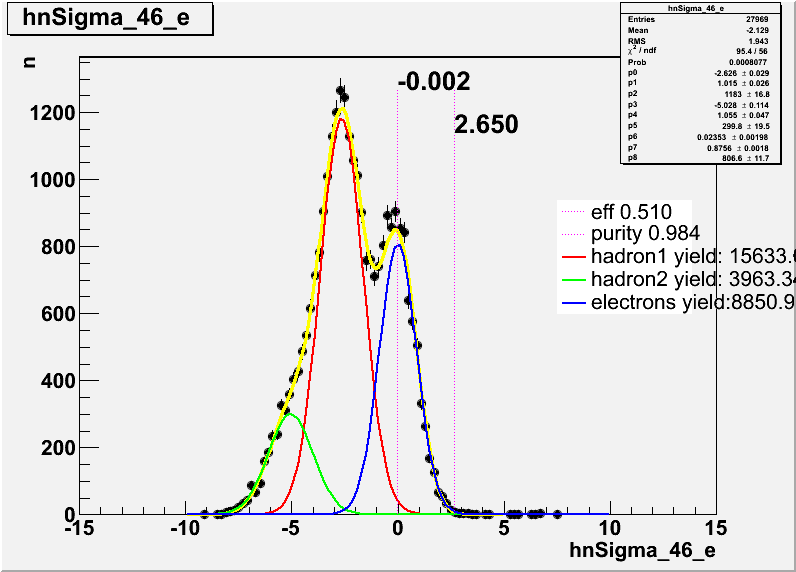 hnSigma_46_e
hnSigma_46_e
Entries 27969
Mean -2.129
RMS 1.943
χ² / ndf 95.4 / 56
Prob 0.0008077
p0 -2.626 ± 0.029
p1 1.015 ± 0.026
p2 1183 ± 16.8
p3 -5.028 ± 0.114
p4 1.055 ± 0.047
p5 299.8 ± 19.5
p6 0.02353 ± 0.00198
p7 0.8756 ± 0.0018
p8 806.6 ± 11.7
n
-0.002
2.650
1200
1000
800
600
400
200
0
eff 0.510
purity 0.984
hadron1 yield: 15633.
hadron2 yield: 3963.34
electrons yield:8850.9
-15 -10 -5 0 5 10 15
hnSigma_46_e